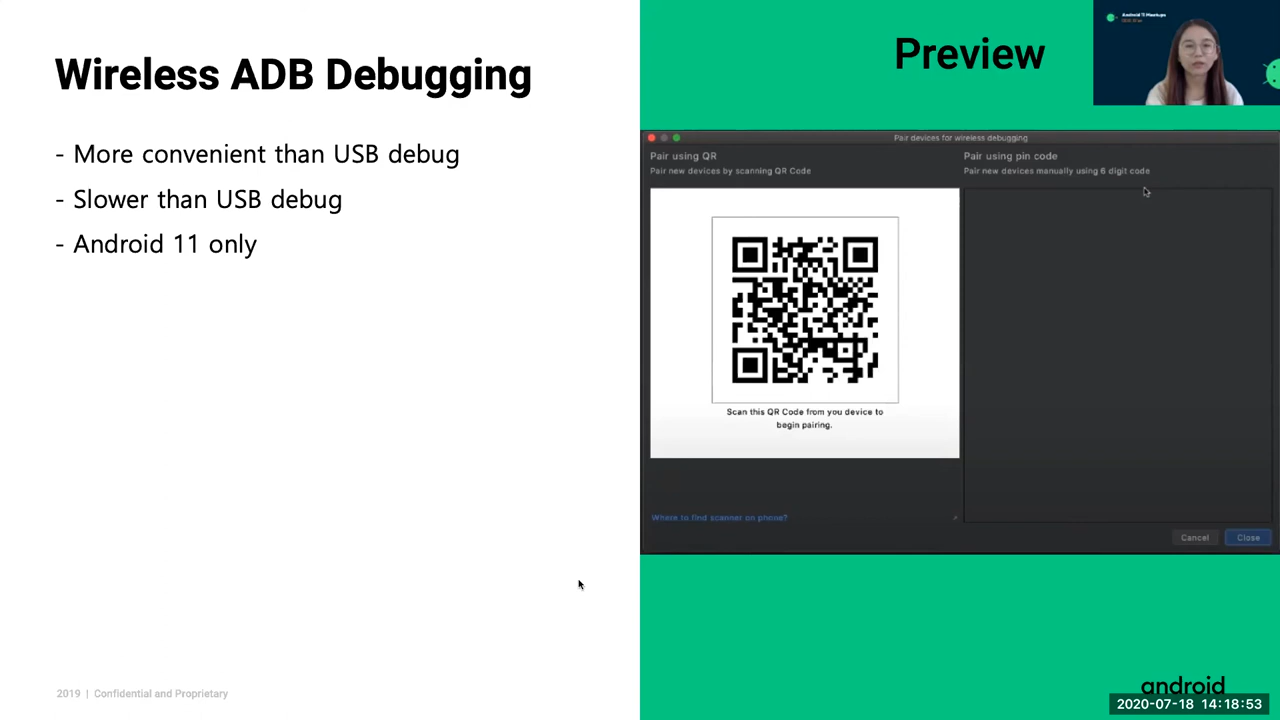 Wireless ADB Debugging
- More convenient than USB debug
- Slower than USB debug
- Android 11 only
2019 | Confidential and Proprietary
Preview
Android 11 Meetups
Pair devices for wireless debugging
Pair using QR
Pair new devices by scanning QR Code
Scan this QR Code from you device to
begin pairing.
Where to find scanner on phone?
Pair using pin code
Pair new devices manually using 6 digit code
Cancel
Close
android
2020-07-18 14:18:53